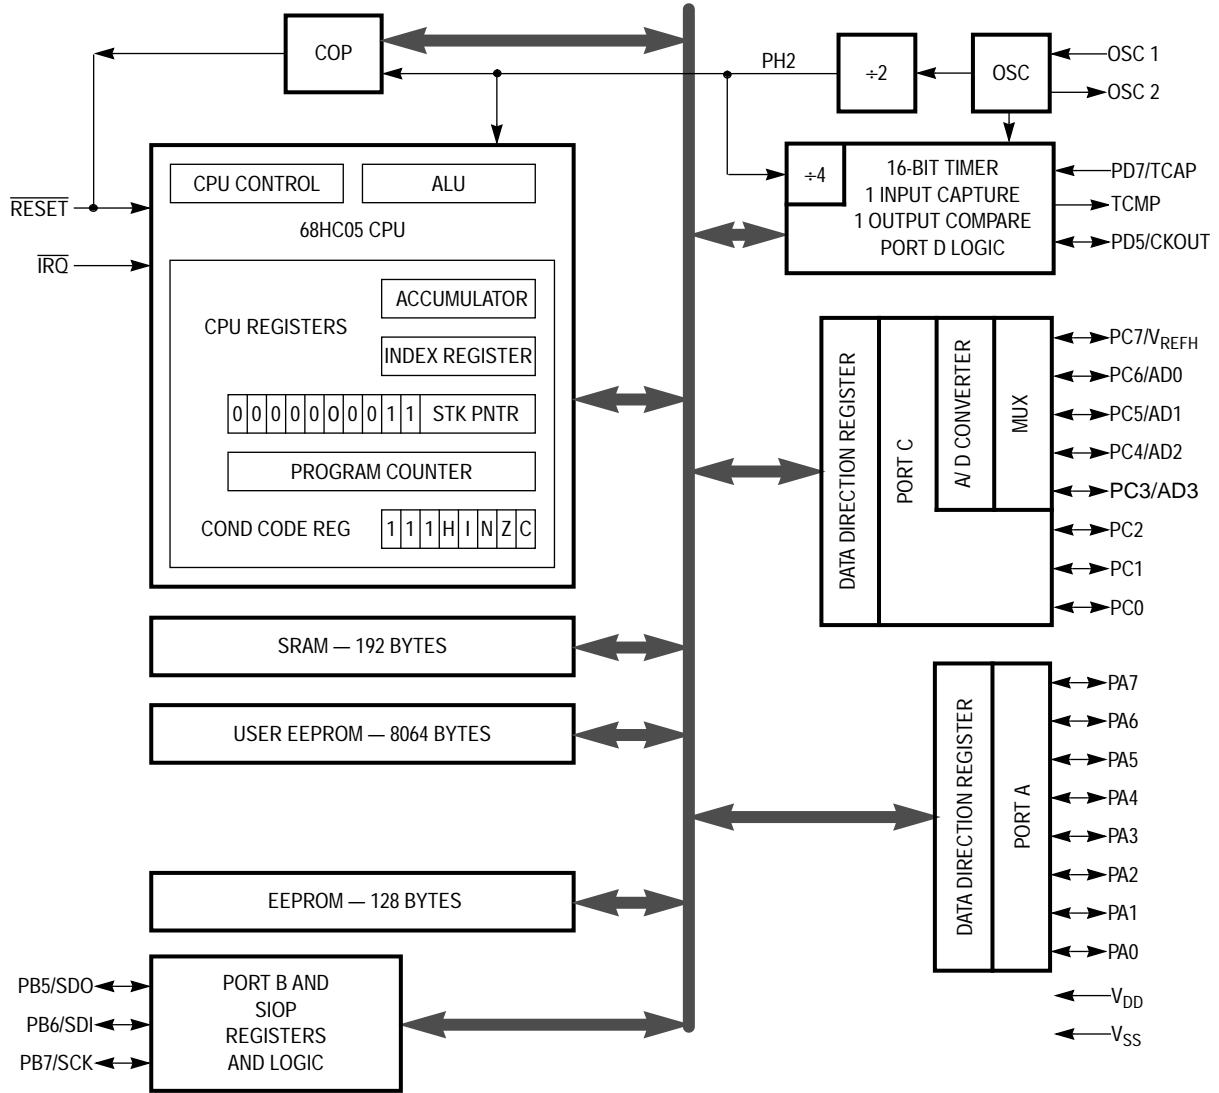 COP
PH2
÷2
OSC
OSC 1
OSC 2
CPU CONTROL
ALU
68HC05 CPU
RESET
IRQ
÷4
16-BIT TIMER
1 INPUT CAPTURE
1 OUTPUT COMPARE
PORT D LOGIC
PD7/TCAP
TCMP
PD5/CKOUT
CPU REGISTERS
ACCUMULATOR
INDEX REGISTER
0 0 0 0 0 0 0 0 1 1 STK PNTR
PROGRAM COUNTER
COND CODE REG 1 1 1 H I N Z C
DATA DIRECTION REGISTER
PORT C
A/D CONVERTER
MUX
PC7/VREFH
PC6/AD0
PC5/AD1
PC4/AD2
PC3/AD3
PC2
PC1
PC0
SRAM — 192 BYTES
USER EEPROM — 8064 BYTES
EEPROM — 128 BYTES
DATA DIRECTION REGISTER
PORT A
PA7
PA6
PA5
PA4
PA3
PA2
PA1
PA0
VDD
VSS
PB5/SDO
PB6/SDI
PB7/SCK
PORT B AND
SIOP
REGISTERS
AND LOGIC